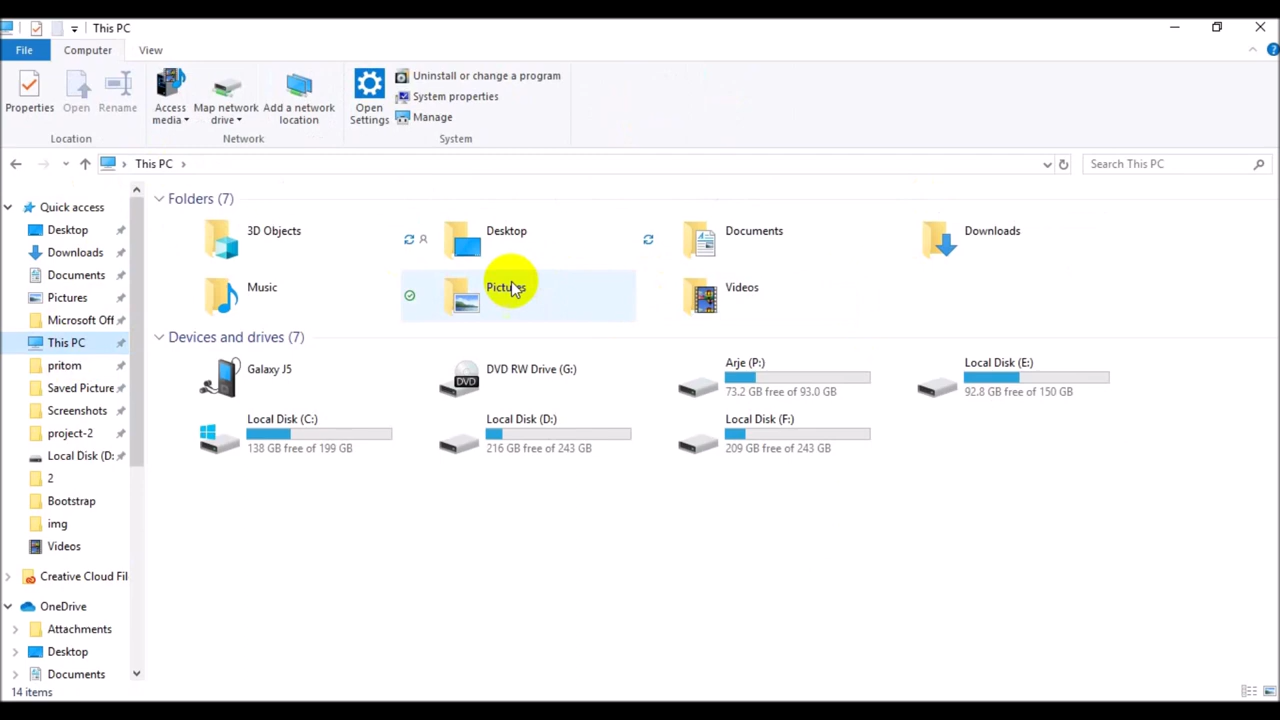 This PC
File
Computer
View
Properties
Open
Rename
Location
Access media
Map network drive
Add a network location
Network
Open Settings
Uninstall or change a program
System properties
Manage
System
This PC
Search This PC
Quick access
Desktop
Downloads
Documents
Pictures
Microsoft Off
This PC
pritom
Saved Picture
Screenshots
project-2
Local Disk (D:
2
Bootstrap
img
Videos
Creative Cloud Fil
OneDrive
Attachments
Desktop
Documents
Folders (7)
3D Objects
Desktop
Documents
Downloads
Music
Pictures
Videos
Devices and drives (7)
Galaxy J5
DVD RW Drive (G:)
DVD
Arje (P:)
73.2 GB free of 93.0 GB
Local Disk (E:)
92.8 GB free of 150 GB
Local Disk (C:)
138 GB free of 199 GB
Local Disk (D:)
216 GB free of 243 GB
Local Disk (F:)
209 GB free of 243 GB
14 items